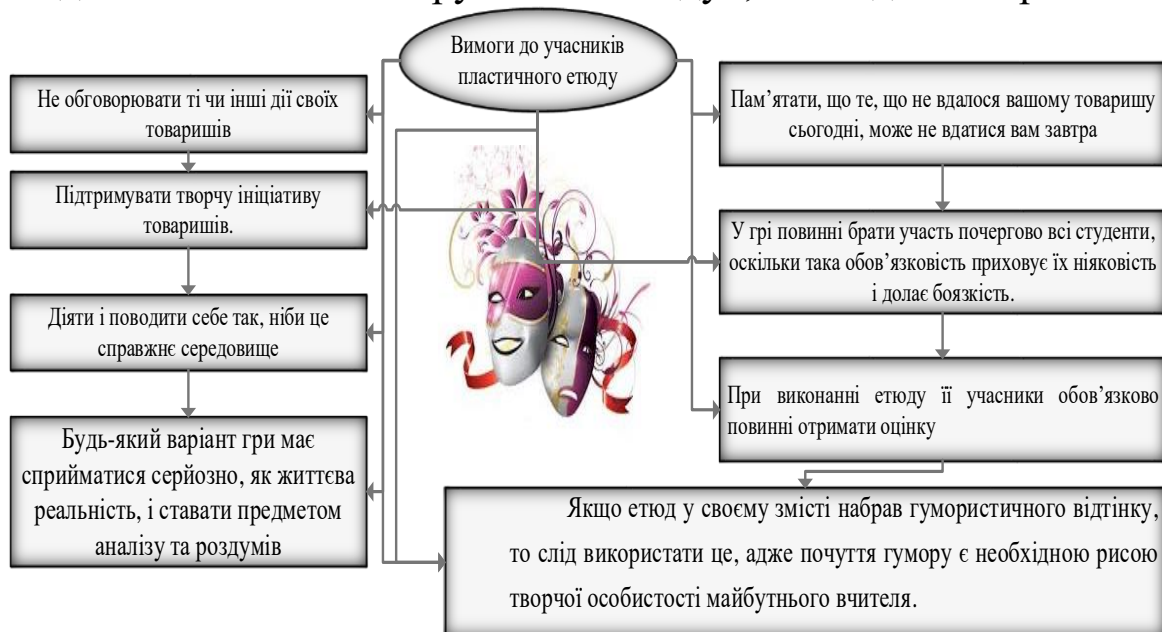 Вимоги до учасників
пластичного етюду
Не обговорювати ті чи інші дії своїх
товаришів
Підтримувати творчу ініціативу
товаришів.
Діяти і поводити себе так, ніби це
справжнє середовище
Будь-який варіант гри має
сприйматися серйозно, як життєва
реальність, і ставати предметом
аналізу та роздумів
Пам’ятати, що те, що не вдалося вашому товаришу
сьогодні, може не вдатися вам завтра
У грі повинні брати участь почергово всі студенти,
оскільки така обов’язковість приховує їх ніяковість
і долає боязкість.
При виконанні етюду її учасники обов’язково
повинні отримати оцінку
Якщо етюд у своєму змісті набрав гумористичного відтінку,
то слід використати це, адже почуття гумору є необхідною рисою
творчої особистості майбутнього вчителя.